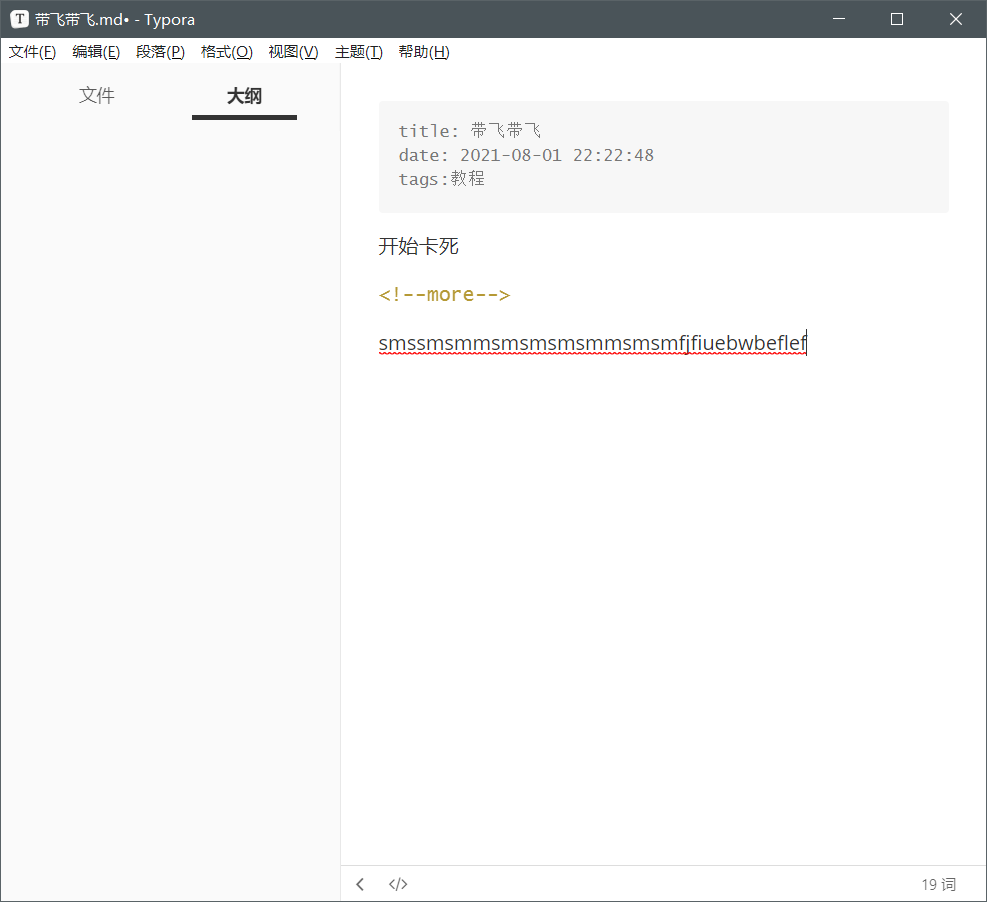 T 带飞带飞.md• - Typora
文件(F) 编辑(E) 段落(P) 格式(O) 视图(V) 主题(T) 帮助(H)
文件 大纲
title: 带飞带飞
date: 2021-08-01 22:22:48
tags:教程
开始卡死
<!--more-->
smssmsmmsmsmsmsmmsmsmfjfiuebwbeflef
</> 19 词